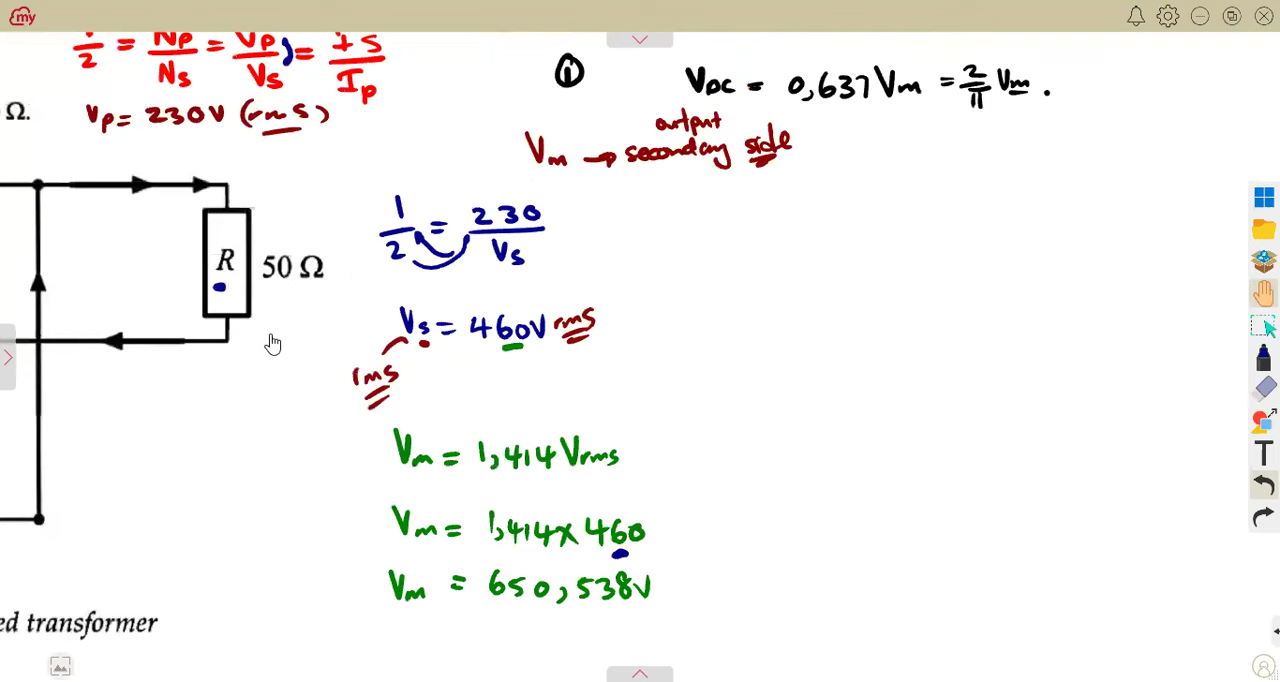 my
1/2 = Np/Ns = Vp/Vs = Is/Ip
Ω.
Vp = 230V (rms)
① VDC = 0,637 Vm = 2/π Vm .
output
Vm → secondary side
1/2 = 230/Vs
R 50 Ω
Vs = 460V rms
rms
Vm = 1,414 Vrms
Vm = 1,414 x 460
Vm = 650,538V
ed transformer
T